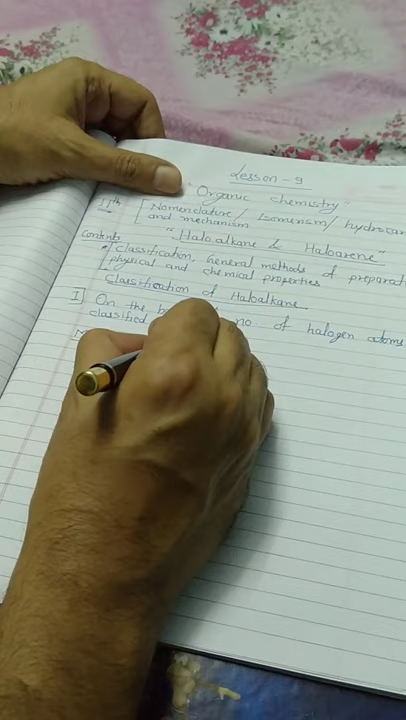 Lesson - 9
"Organic chemistry"
11th [ Nomenclature / Isomerism / hydrocar
and mechanism
"Haloalkane & Haloarene"
Contents
* Classification, General methods of preparat
physical and chemical properties
- Classification of Haloalkane
I] On the no of halogen atoms
classified